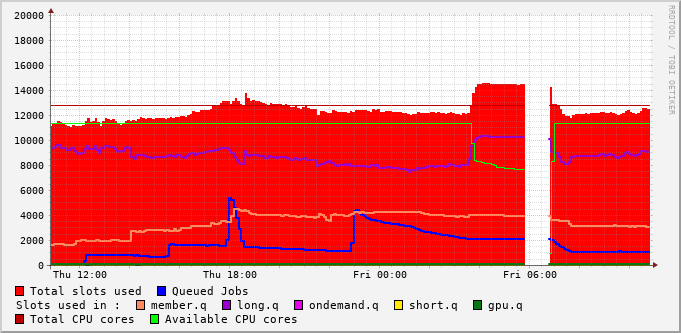 20000
18000
16000
14000
12000
10000
8000
6000
4000
2000
0
Thu 12:00 Thu 18:00 Fri 00:00 Fri 06:00
RRDTOOL / TOBI OETIKER
Total slots used Queued Jobs
Slots used in : member.q long.q ondemand.q short.q gpu.q
Total CPU cores Available CPU cores